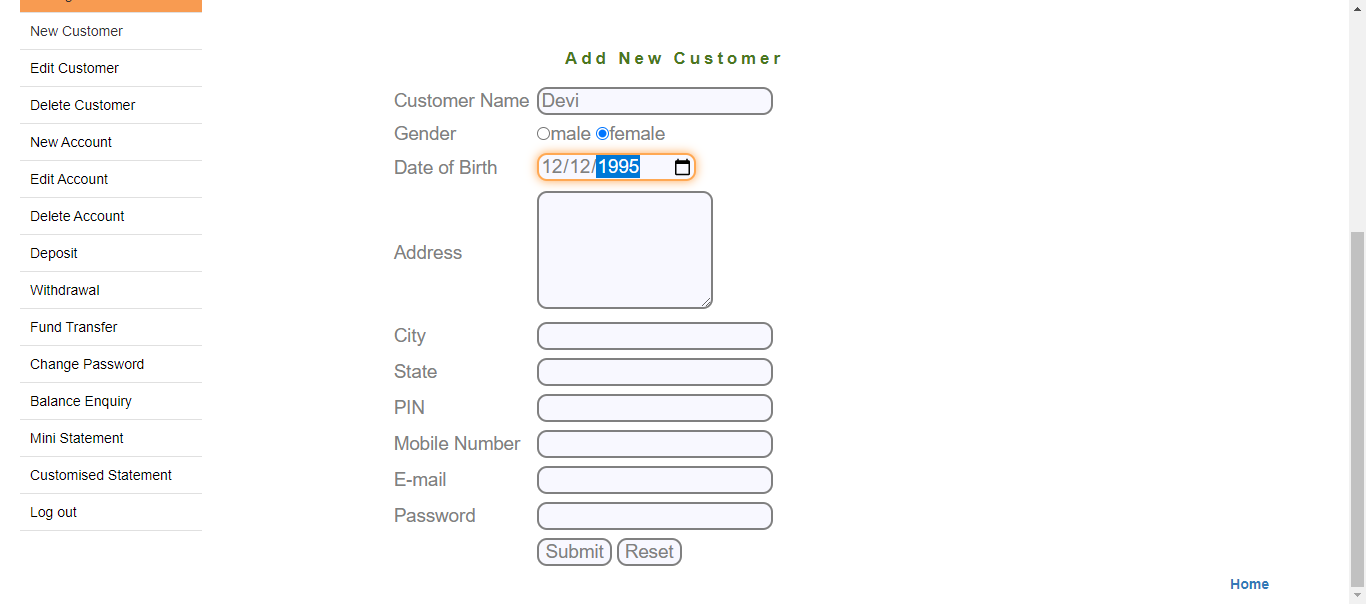 New Customer
Edit Customer
Delete Customer
New Account
Edit Account
Delete Account
Deposit
Withdrawal
Fund Transfer
Change Password
Balance Enquiry
Mini Statement
Customised Statement
Log out
Add New Customer
Customer Name Devi
Gender male female
Date of Birth 12/12/1995
Address
City
State
PIN
Mobile Number
E-mail
Password
Submit Reset
Home